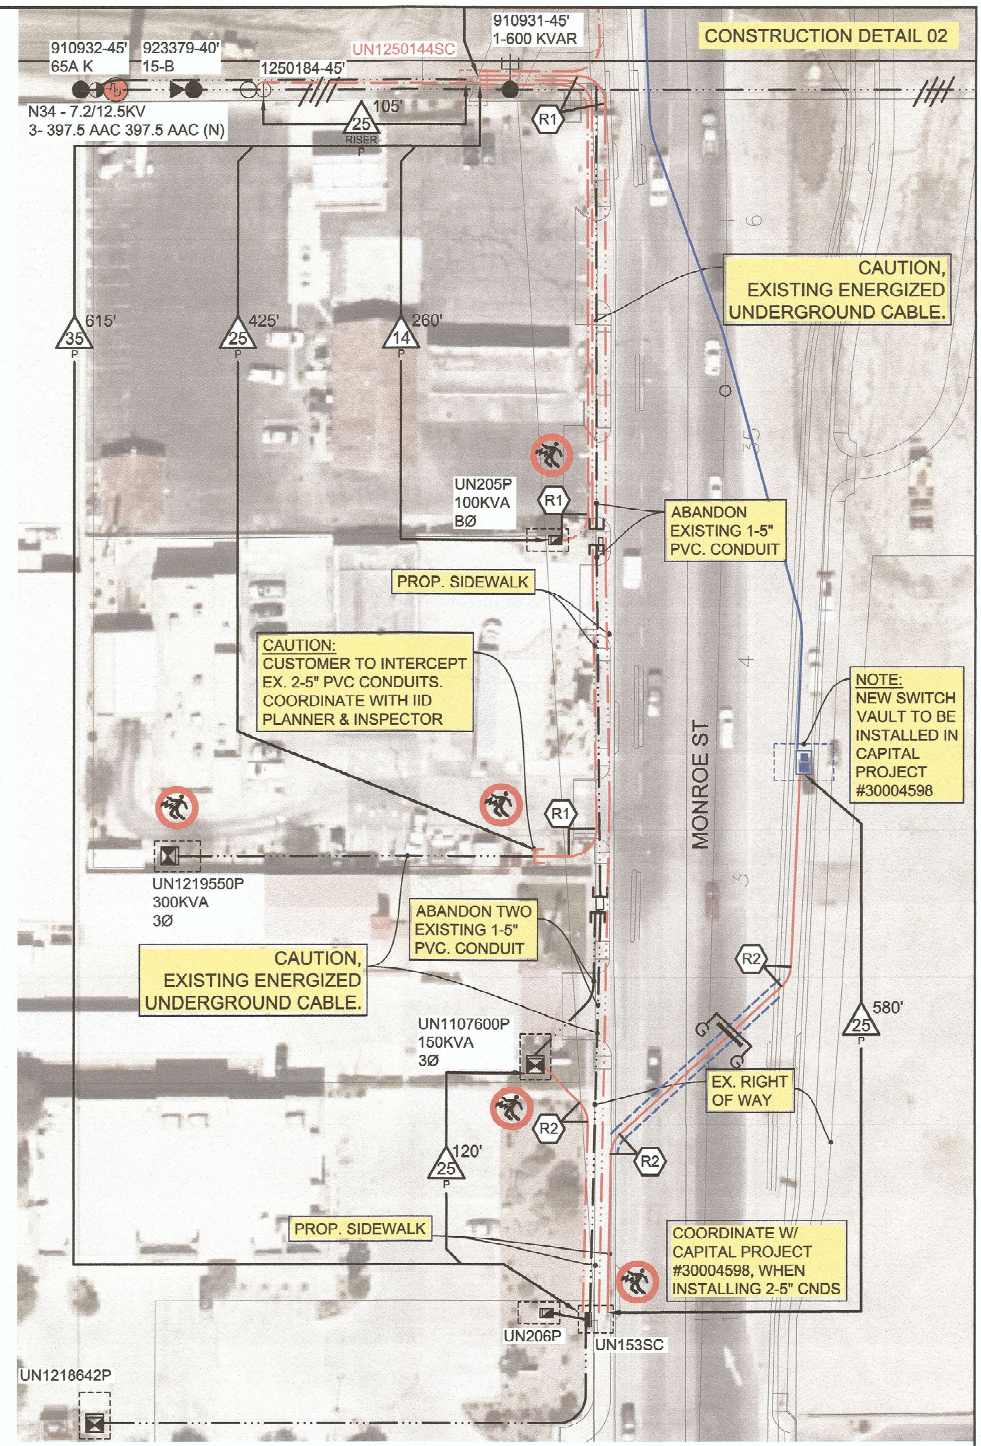 CONSTRUCTION DETAIL 02
910931-45'
1-600 KVAR
UN1250144SC
910932-45'
65A K
923379-40'
15-B
1250184-45'
N34 - 7.2/12.5KV
3- 397.5 AAC 397.5 AAC (N)
105'
25
RISER
P
R1
CAUTION,
EXISTING ENERGIZED
UNDERGROUND CABLE.
615'
35
P
425'
25
P
260'
14
P
UN205P
100KVA
BØ
R1
ABANDON
EXISTING 1-5"
PVC. CONDUIT
PROP. SIDEWALK
CAUTION:
CUSTOMER TO INTERCEPT
EX. 2-5" PVC CONDUITS.
COORDINATE WITH IID
PLANNER & INSPECTOR
NOTE:
NEW SWITCH
VAULT TO BE
INSTALLED IN
CAPITAL
PROJECT
#30004598
MONROE ST
6
4
3
R1
UN1219550P
300KVA
3Ø
ABANDON TWO
EXISTING 1-5"
PVC. CONDUIT
CAUTION,
EXISTING ENERGIZED
UNDERGROUND CABLE.
R2
580'
25
P
UN1107600P
150KVA
3Ø
EX. RIGHT
OF WAY
R2
R2
120'
25
P
PROP. SIDEWALK
COORDINATE W/
CAPITAL PROJECT
#30004598, WHEN
INSTALLING 2-5" CNDS
UN206P
UN153SC
UN1218642P